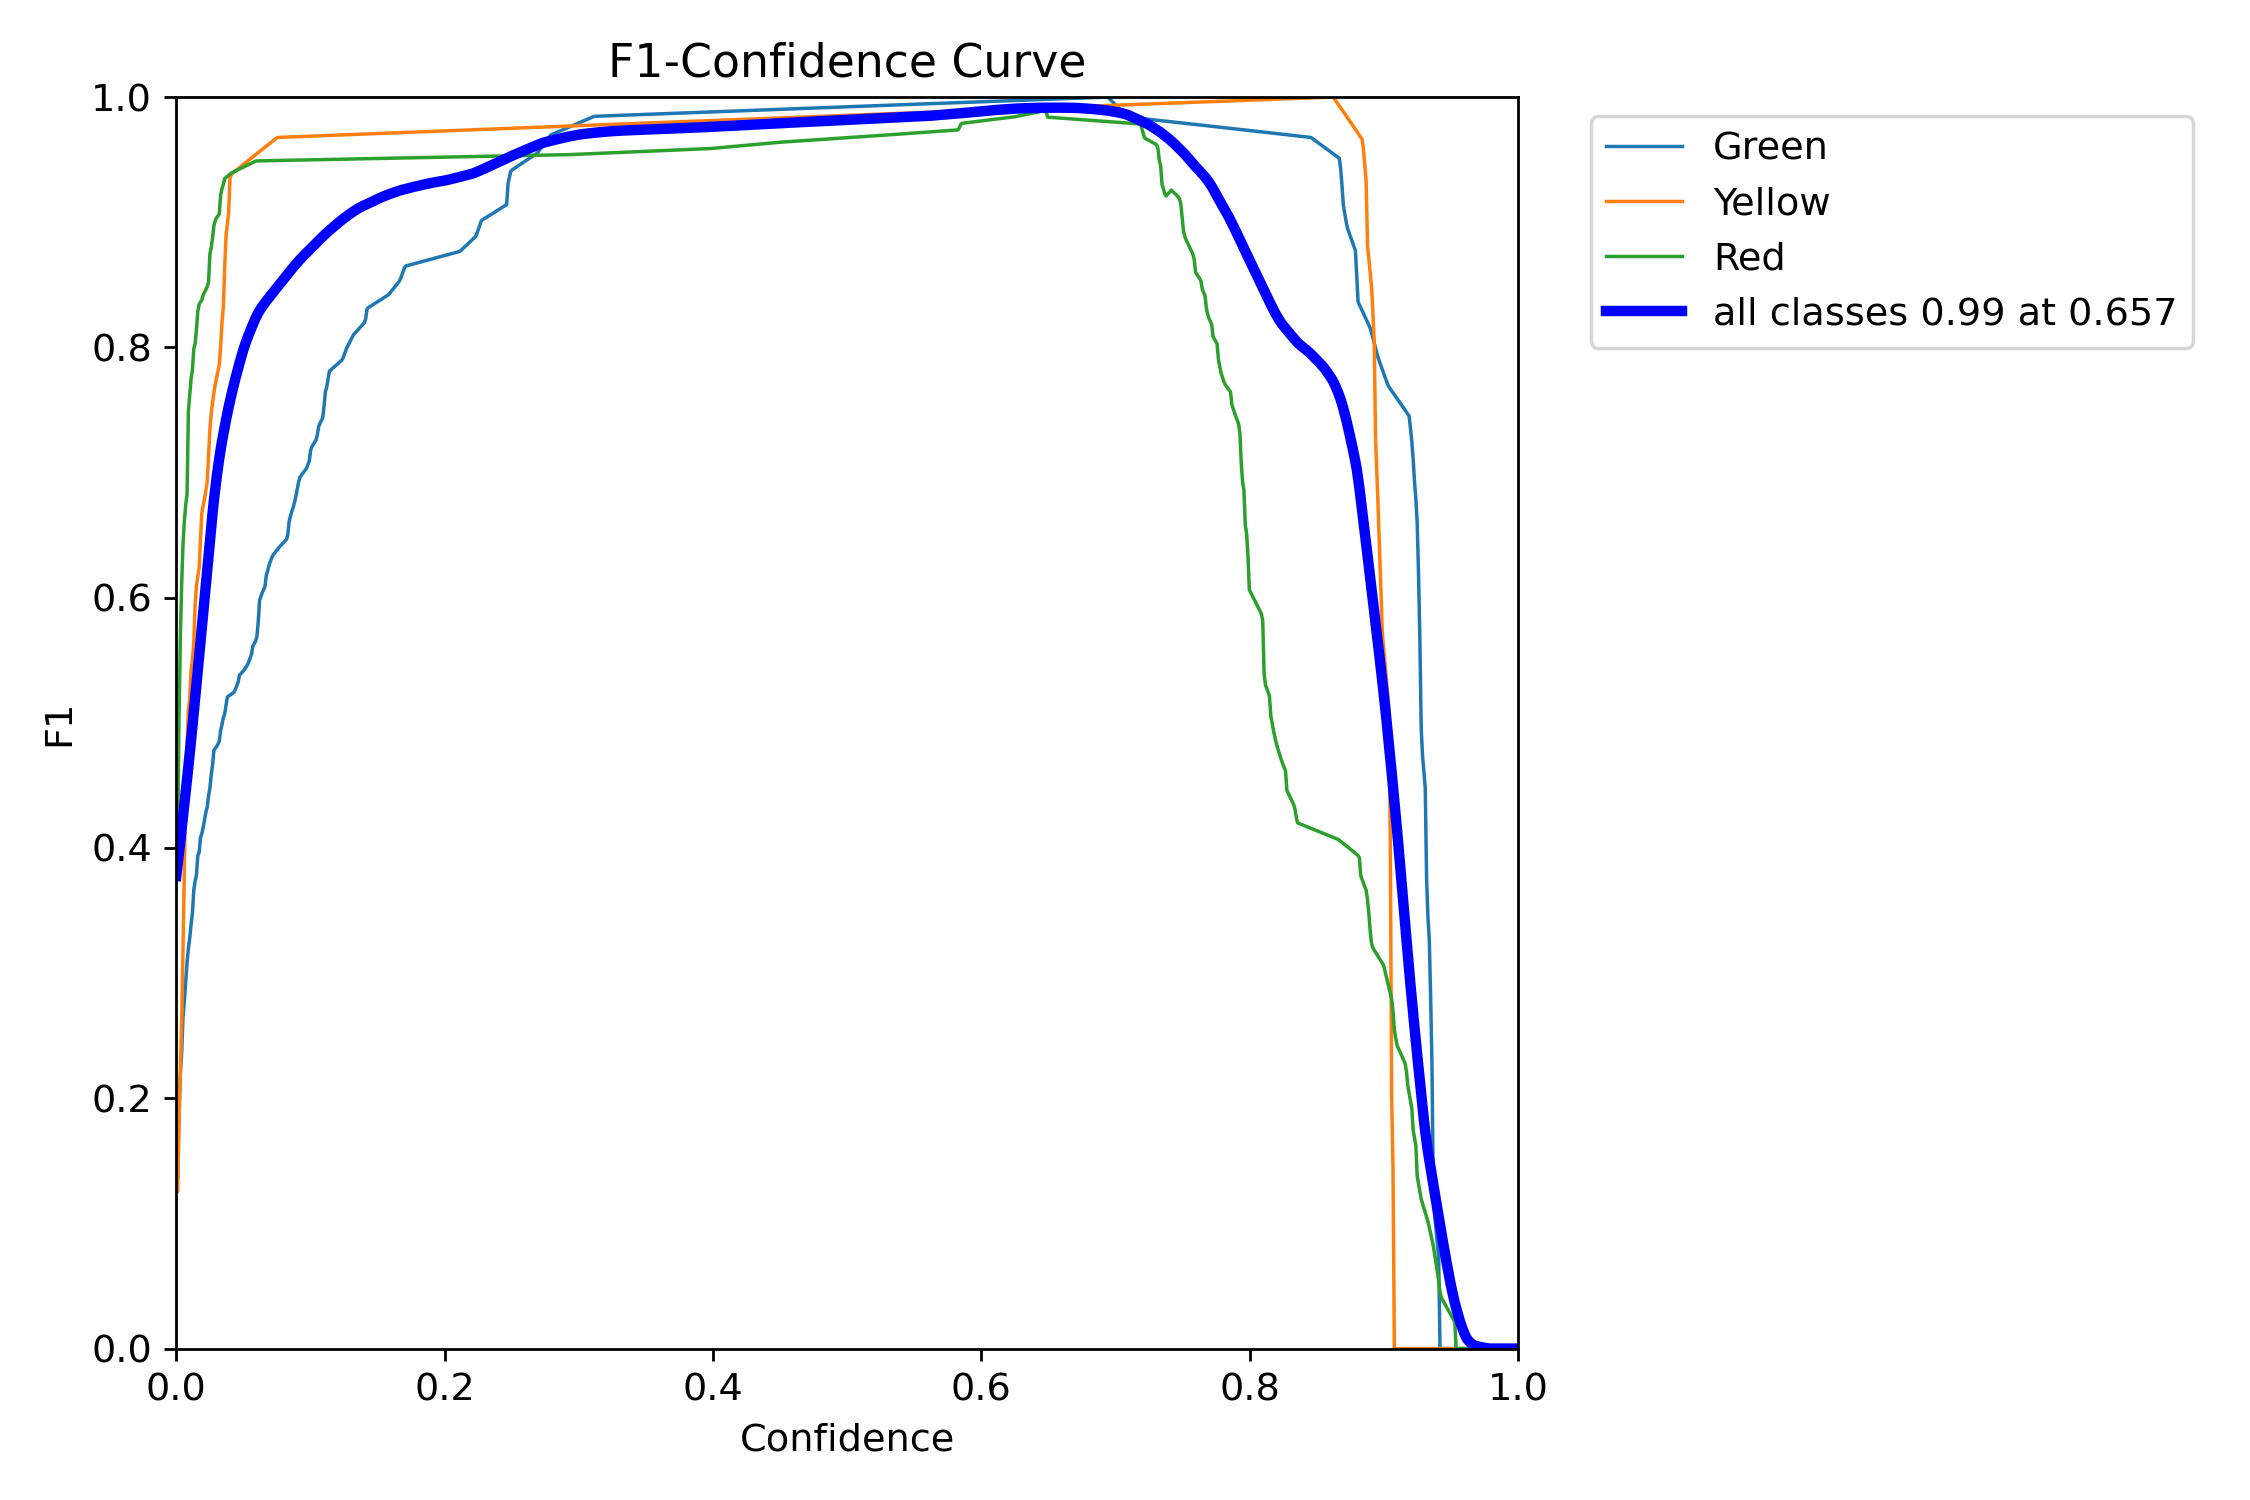 F1-Confidence Curve
1.0
0.8
0.6
0.4
0.2
0.0
F1
0.0 0.2 0.4 0.6 0.8 1.0
Confidence
Green
Yellow
Red
all classes 0.99 at 0.657